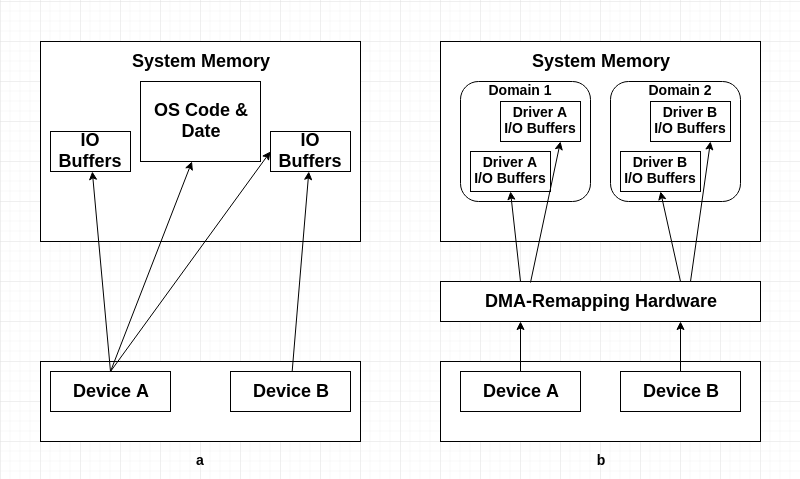 System Memory
OS Code &
Date
IO
Buffers
IO
Buffers
Device A
Device B
a
System Memory
Domain 1
Driver A
I/O Buffers
Driver A
I/O Buffers
Domain 2
Driver B
I/O Buffers
Driver B
I/O Buffers
DMA-Remapping Hardware
Device A
Device B
b